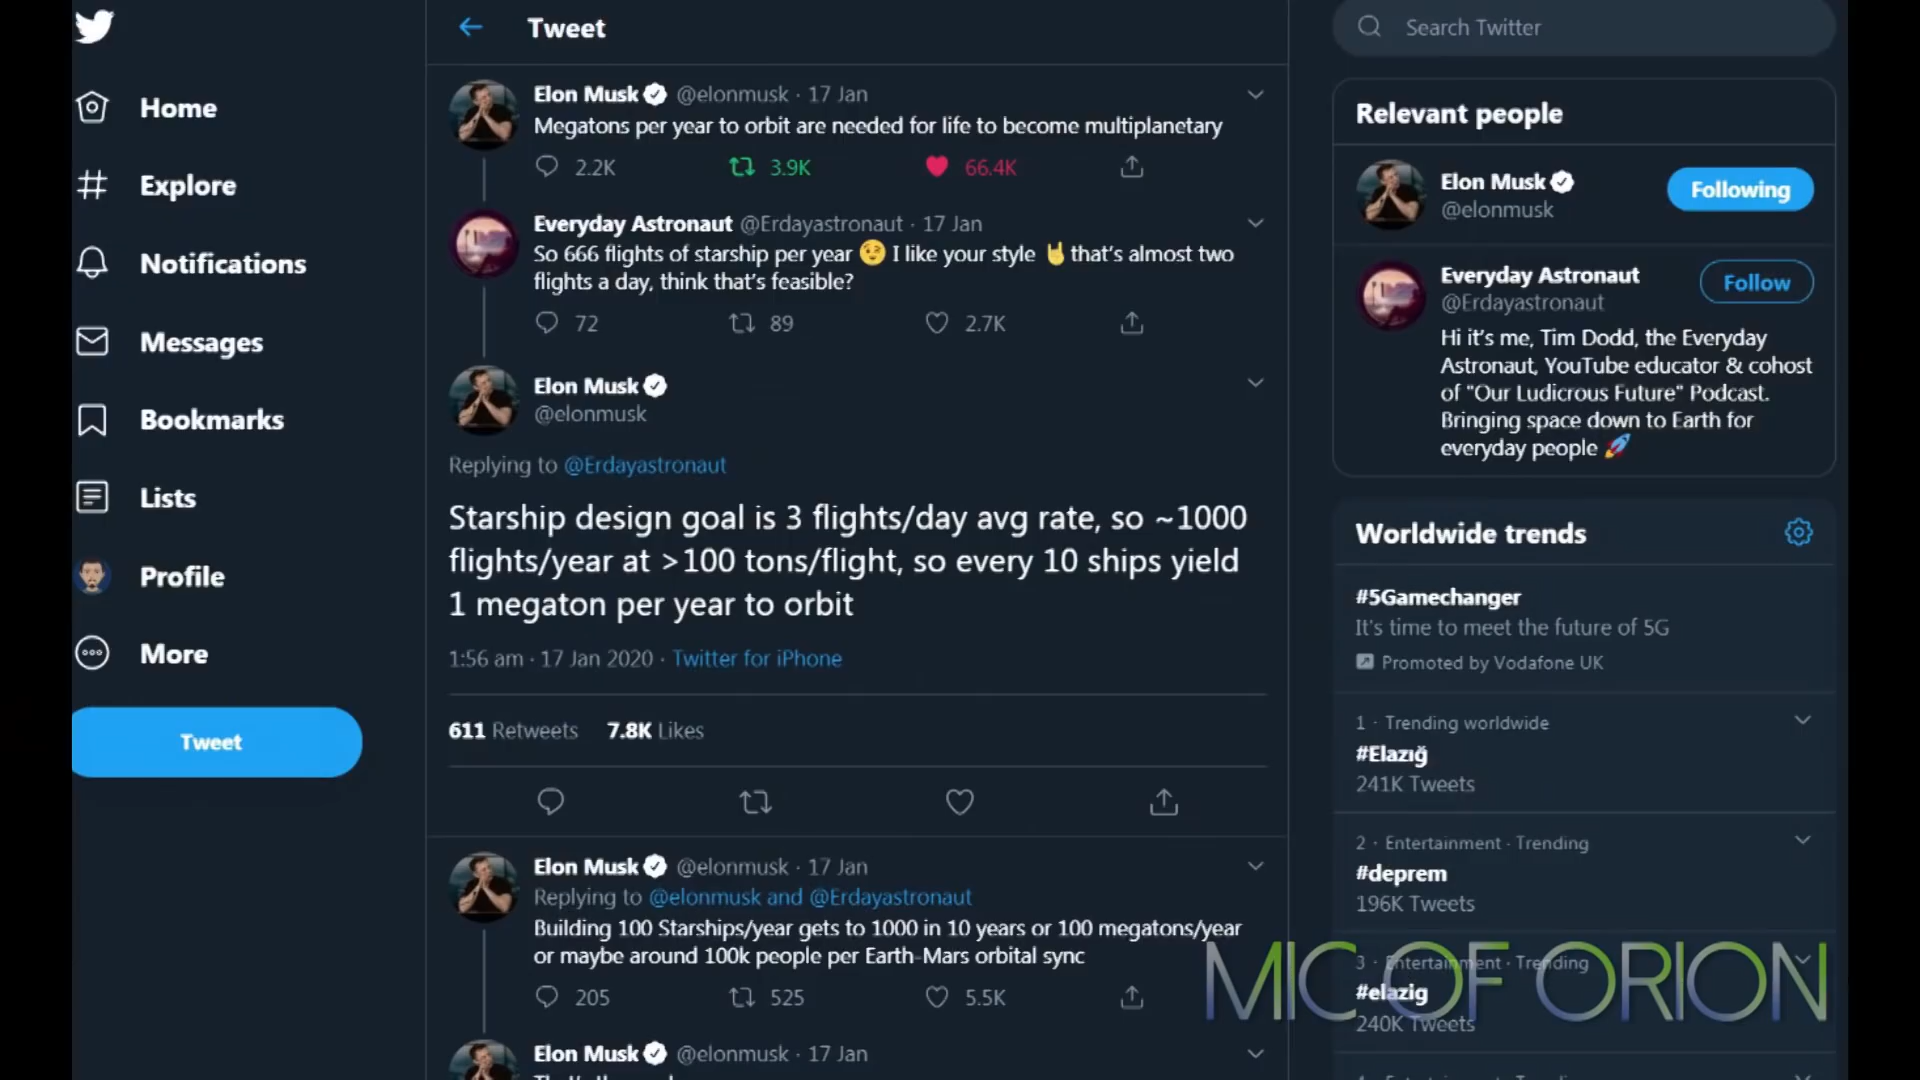 Home
Explore
Notifications
Messages
Bookmarks
Lists
Profile
More
Tweet
Tweet
Elon Musk @elonmusk · 17 Jan
Megatons per year to orbit are needed for life to become multiplanetary
2.2K 3.9K 66.4K
Everyday Astronaut @Erdayastronaut · 17 Jan
So 666 flights of starship per year 😉 I like your style 🤘 that's almost two
flights a day, think that's feasible?
72 89 2.7K
Elon Musk
@elonmusk
Replying to @Erdayastronaut
Starship design goal is 3 flights/day avg rate, so ~1000
flights/year at >100 tons/flight, so every 10 ships yield
1 megaton per year to orbit
1:56 am · 17 Jan 2020 · Twitter for iPhone
611 Retweets 7.8K Likes
Elon Musk @elonmusk · 17 Jan
Replying to @elonmusk and @Erdayastronaut
Building 100 Starships/year gets to 1000 in 10 years or 100 megatons/year
or maybe around 100k people per Earth-Mars orbital sync
205 525 5.5K
Elon Musk @elonmusk · 17 Jan
Search Twitter
Relevant people
Elon Musk
@elonmusk
Following
Everyday Astronaut
@Erdayastronaut
Follow
Hi it's me, Tim Dodd, the Everyday
Astronaut, YouTube educator & cohost
of "Our Ludicrous Future" Podcast.
Bringing space down to Earth for
everyday people 🚀
Worldwide trends
#5Gamechanger
It's time to meet the future of 5G
Promoted by Vodafone UK
1 · Trending worldwide
#Elazığ
241K Tweets
2 · Entertainment · Trending
#deprem
196K Tweets
3 · Entertainment · Trending
#elazig
240K Tweets
MIC OF ORION